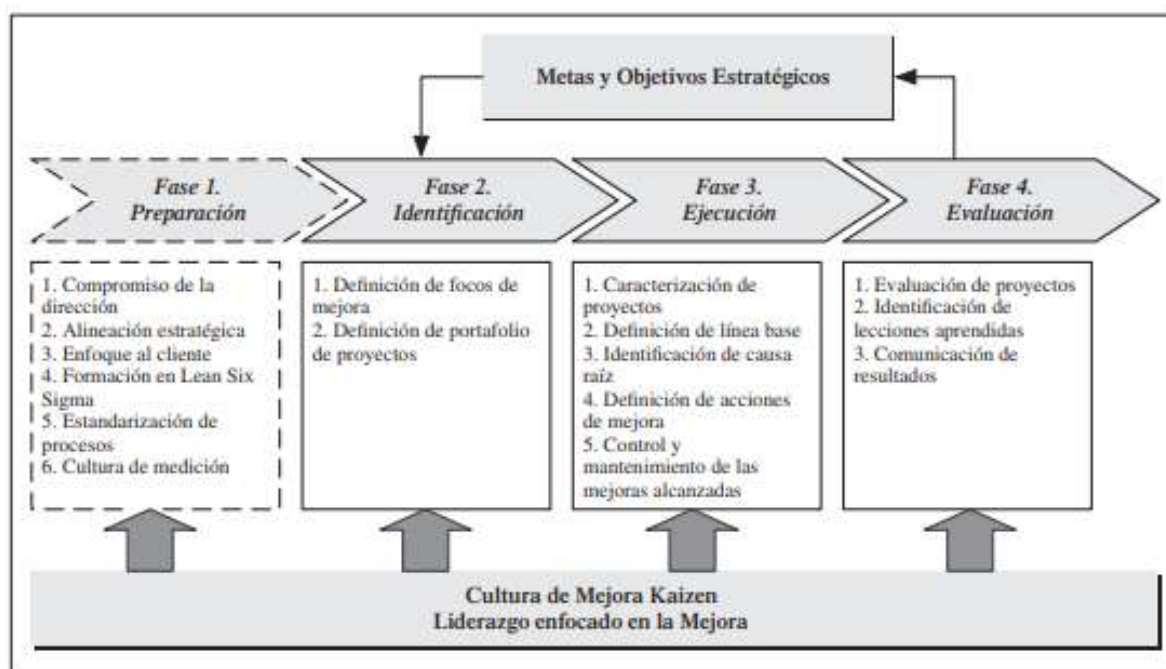 Metas y Objetivos Estratégicos
Fase 1.
Preparación
Fase 2.
Identificación
Fase 3.
Ejecución
Fase 4.
Evaluación
1. Compromiso de la
dirección
2. Alineación estratégica
3. Enfoque al cliente
4. Formación en Lean Six
Sigma
5. Estandarización de
procesos
6. Cultura de medición
1. Definición de focos de
mejora
2. Definición de portafolio
de proyectos
1. Caracterización de
proyectos
2. Definición de línea base
3. Identificación de causa
raíz
4. Definición de acciones
de mejora
5. Control y
mantenimiento de las
mejoras alcanzadas
1. Evaluación de proyectos
2. Identificación de
lecciones aprendidas
3. Comunicación de
resultados
Cultura de Mejora Kaizen
Liderazgo enfocado en la Mejora